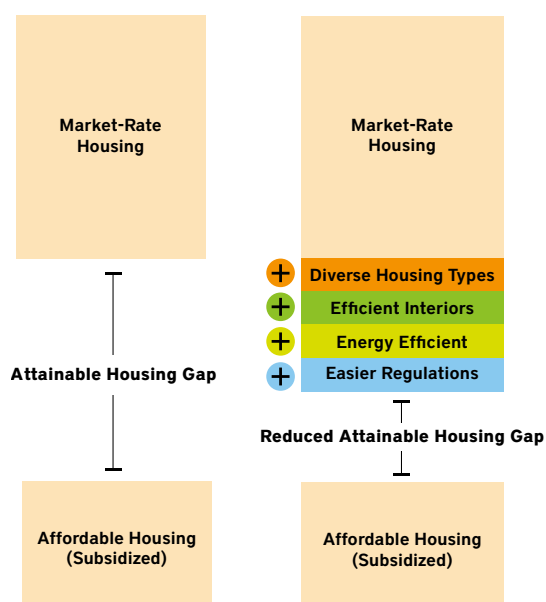 Market-Rate
Housing
Attainable Housing Gap
Affordable Housing
(Subsidized)
Market-Rate
Housing
Diverse Housing Types
Efficient Interiors
Energy Efficient
Easier Regulations
Reduced Attainable Housing Gap
Affordable Housing
(Subsidized)